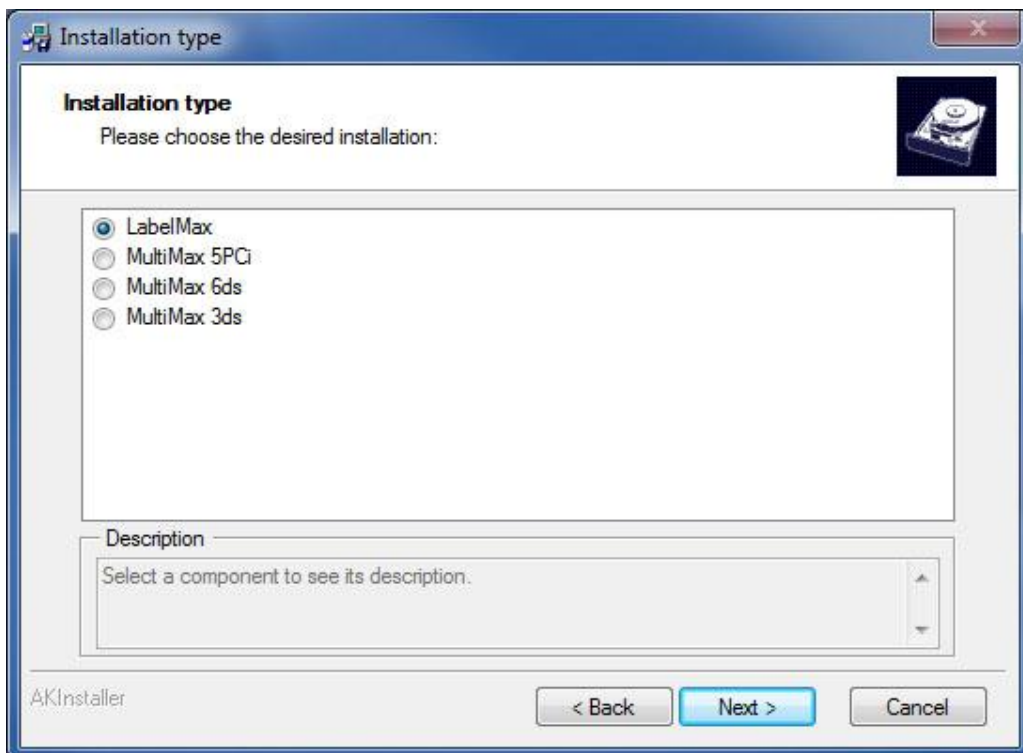 Installation type
Installation type
Please choose the desired installation:
LabelMax
MultiMax 5PCi
MultiMax 6ds
MultiMax 3ds
Description
Select a component to see its description.
AKInstaller
< Back
Next >
Cancel